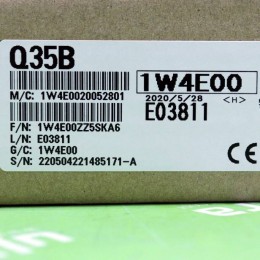 Q35B
1W4E00
M/C: 1W4E0020052801
2020/5/28 <H>
E03811
F/N: 1W4E00ZZ5SKA6
L/N: E03811
G/C: 1W4E00
S/N: 220504221485171-A
CE